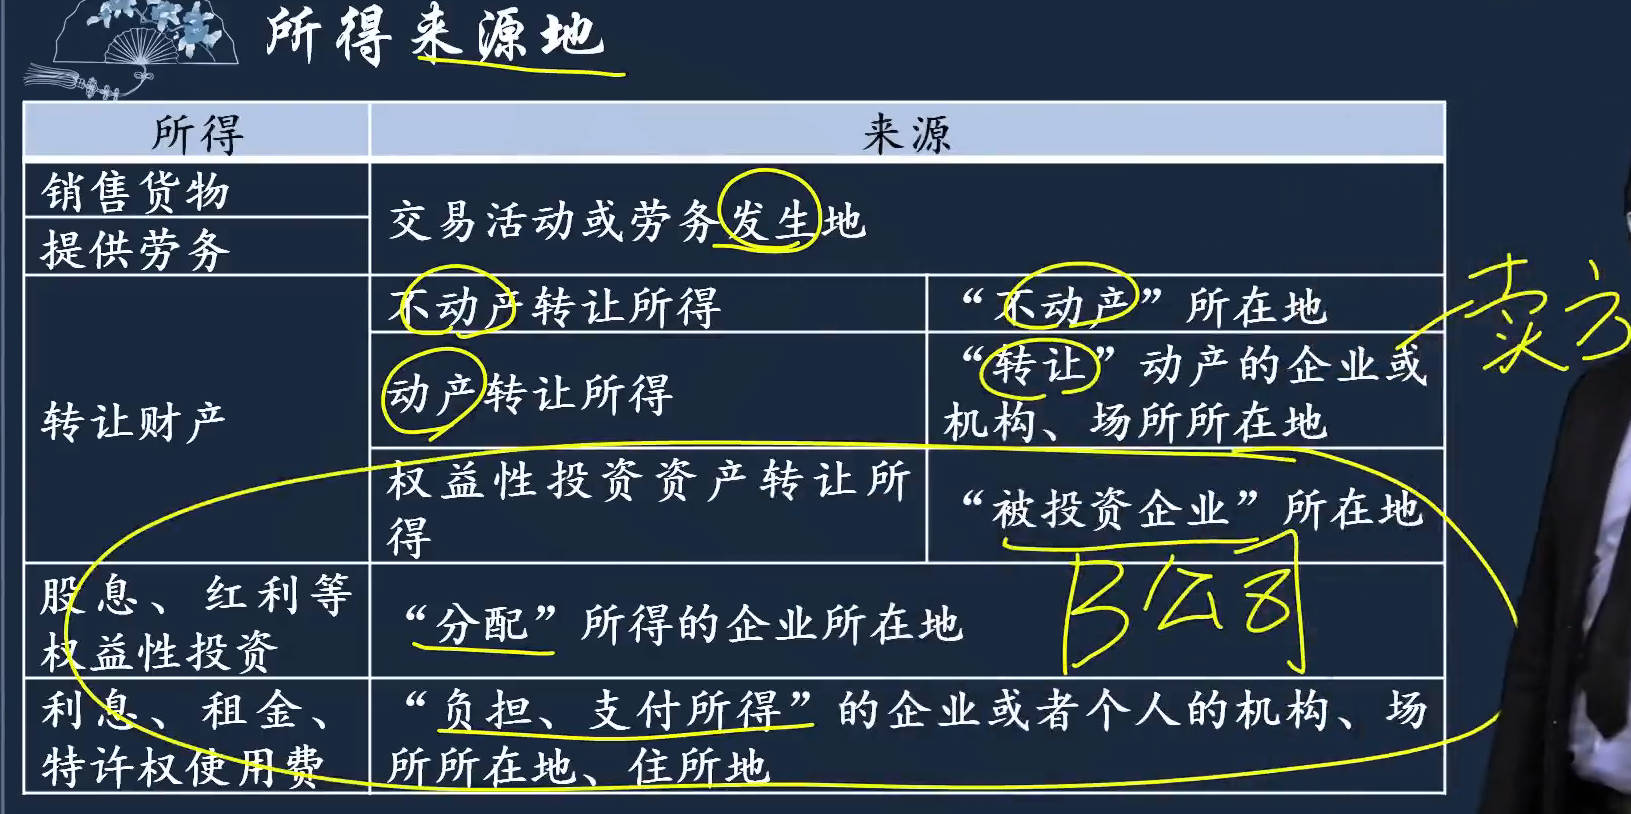 所得来源地
所得
来源
销售货物
提供劳务
交易活动或劳务发生地
转让财产
不动产转让所得
“不动产”所在地
动产转让所得
“转让”动产的企业或
机构、场所所在地
卖方
权益性投资资产转让所
得
“被投资企业”所在地
B公司
股息、红利等
权益性投资
“分配”所得的企业所在地
利息、租金、
特许权使用费
“负担、支付所得”的企业或者个人的机构、场
所所在地、住所地